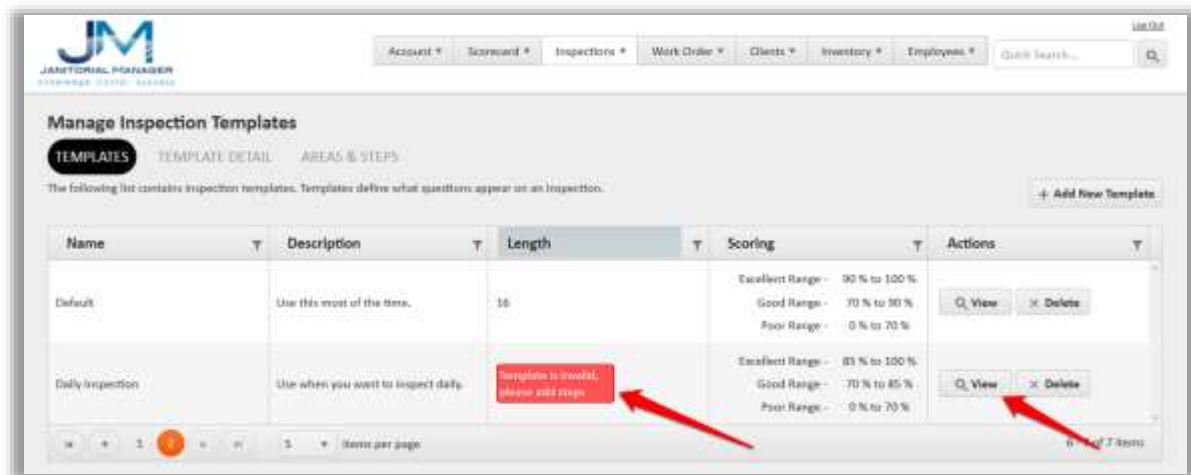 Log Out
JM
JANITORIAL MANAGER
Account Scorecard Inspections Work Order Clients Inventory Employees Quick Search...
Manage Inspection Templates
TEMPLATES TEMPLATE DETAIL AREAS & STEPS
The following list contains inspection templates. Templates define what questions appear on an inspection.
+ Add New Template
Name Description Length Scoring Actions
Default Use this most of the time. 16
Excellent Range - 90 % to 100 %
Good Range - 70 % to 90 %
Poor Range - 0 % to 70 %
View × Delete
Daily Inspection Use when you want to inspect daily.
Template is invalid,
please add steps
Excellent Range - 85 % to 100 %
Good Range - 70 % to 85 %
Poor Range - 0 % to 70 %
View × Delete
1 2 5 items per page
of 7 items